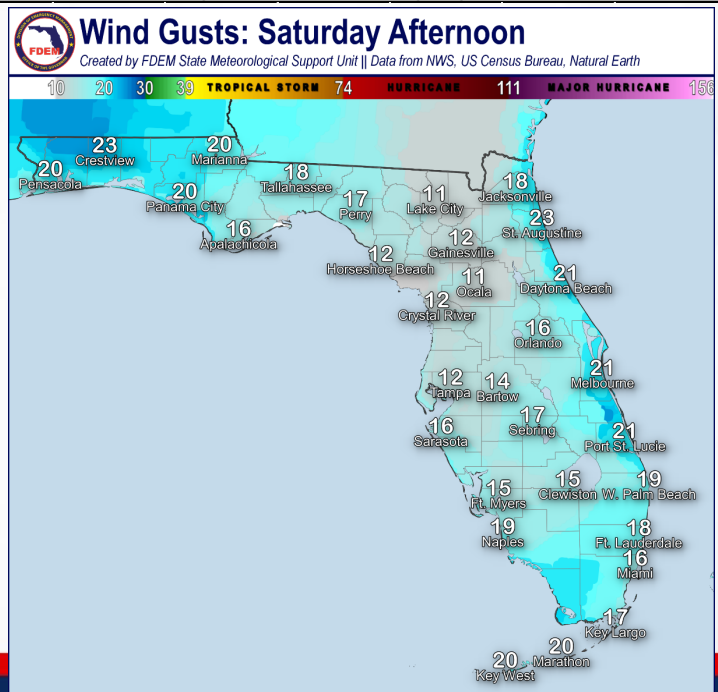 Wind Gusts: Saturday Afternoon
Created by FDEM State Meteorological Support Unit || Data from NWS, US Census Bureau, Natural Earth
FDEM
10 20 30 39 TROPICAL STORM 74 HURRICANE 111 MAJOR HURRICANE 156
23
Crestview
20
Marianna
20
Pensacola
18
Tallahassee
18
Jacksonville
20
Panama City
17
Perry
11
Lake City
23
St. Augustine
16
Apalachicola
12
Gainesville
12
Horseshoe Beach
11
Ocala
21
Daytona Beach
12
Crystal River
16
Orlando
12
Tampa
14
Bartow
21
Melbourne
16
Sarasota
17
Sebring
21
Port St. Lucie
15
Ft. Myers
15
Clewiston
19
W. Palm Beach
19
Naples
18
Ft. Lauderdale
16
Miami
17
Key Largo
20
Marathon
20
Key West